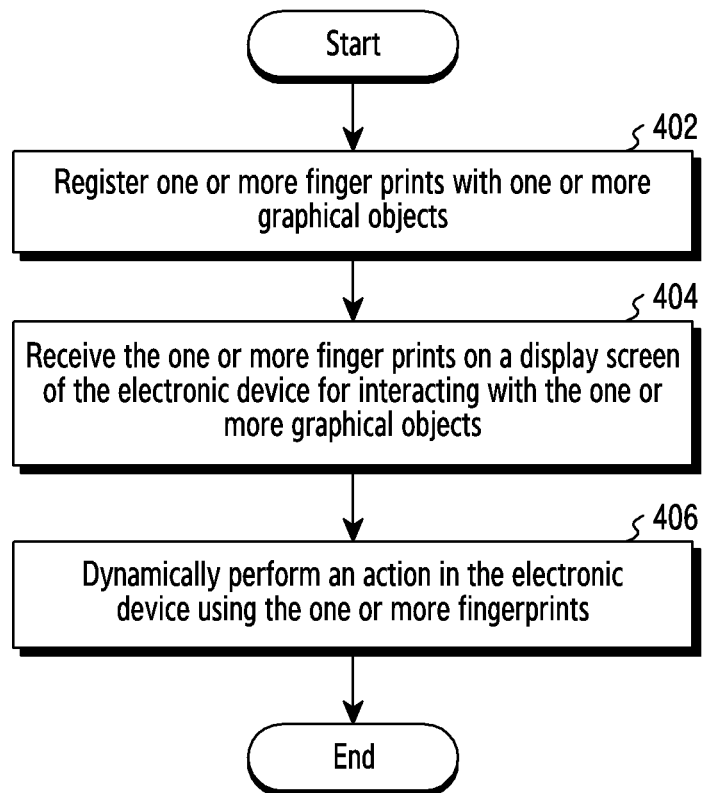 Start
402
Register one or more finger prints with one or more
graphical objects
404
Receive the one or more finger prints on a display screen
of the electronic device for interacting with the one or
more graphical objects
406
Dynamically perform an action in the electronic
device using the one or more fingerprints
End